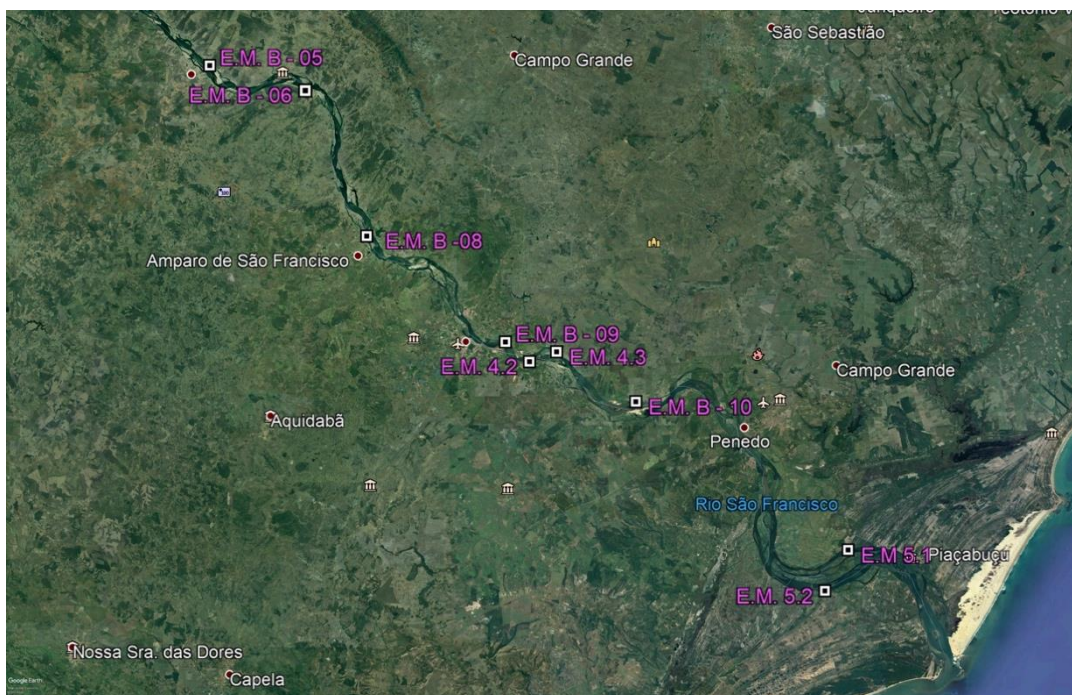 São Sebastião
Campo Grande
E.M. B - 05
E.M. B - 06
E.M. B -08
Amparo de São Francisco
E.M. B - 09
E.M. 4.3
E.M. 4.2
Campo Grande
E.M. B - 10
Aquidabã
Penedo
Rio São Francisco
E.M 5.1
Piaçabuçu
E.M. 5.2
Nossa Sra. das Dores
Capela
Google Earth